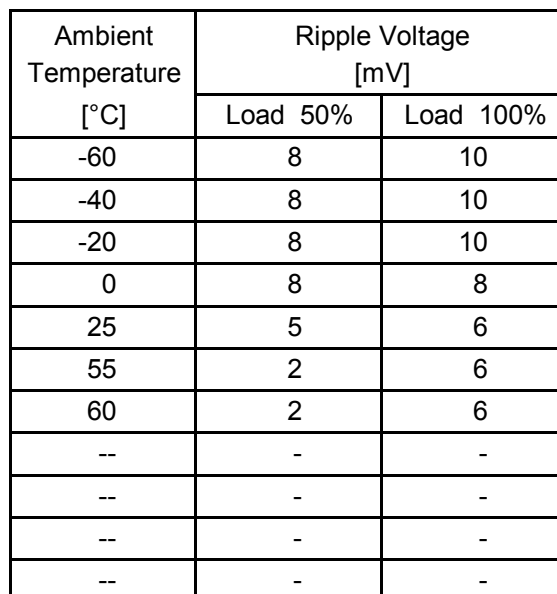 Ambient Temperature [°C] Ripple Voltage [mV]
Load 50% Load 100%
-60 8 10
-40 8 10
-20 8 10
0 8 8
25 5 6
55 2 6
60 2 6
-- - -
-- - -
-- - -
-- - -